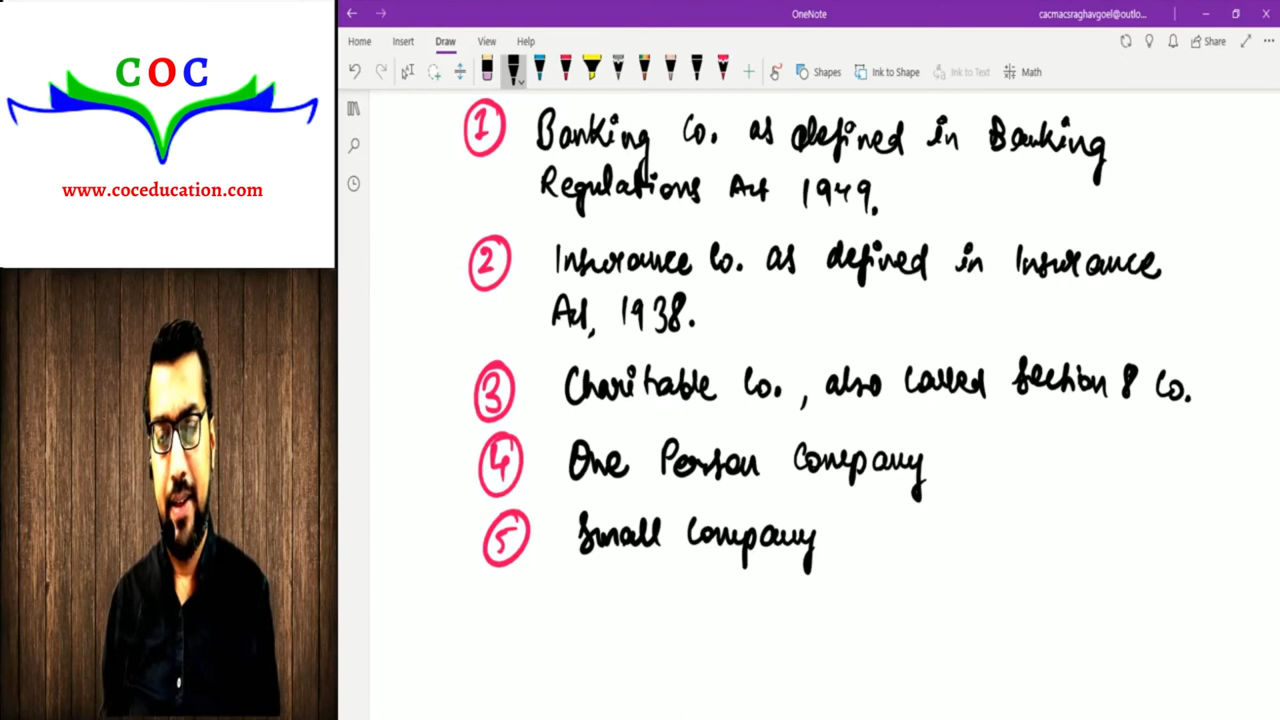 COC
www.coceducation.com
OneNote
cacmacsraghavgoel@outlo...
Home Insert Draw View Help
Share
Shapes Ink to Shape Ink to Text Math
1 Banking Co. as defined in Banking
Regulations Act 1949.
2 Insurance Co. as defined in Insurance
Act, 1938.
3 Charitable Co., also called Section 8 Co.
4 One Person Company
5 Small Company